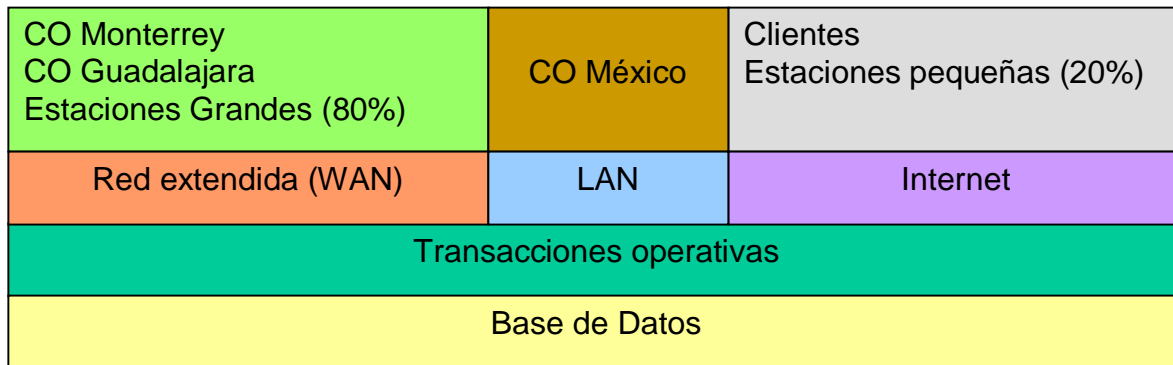 CO Monterrey
CO Guadalajara
Estaciones Grandes (80%)
CO México
Clientes
Estaciones pequeñas (20%)
Red extendida (WAN)
LAN
Internet
Transacciones operativas
Base de Datos